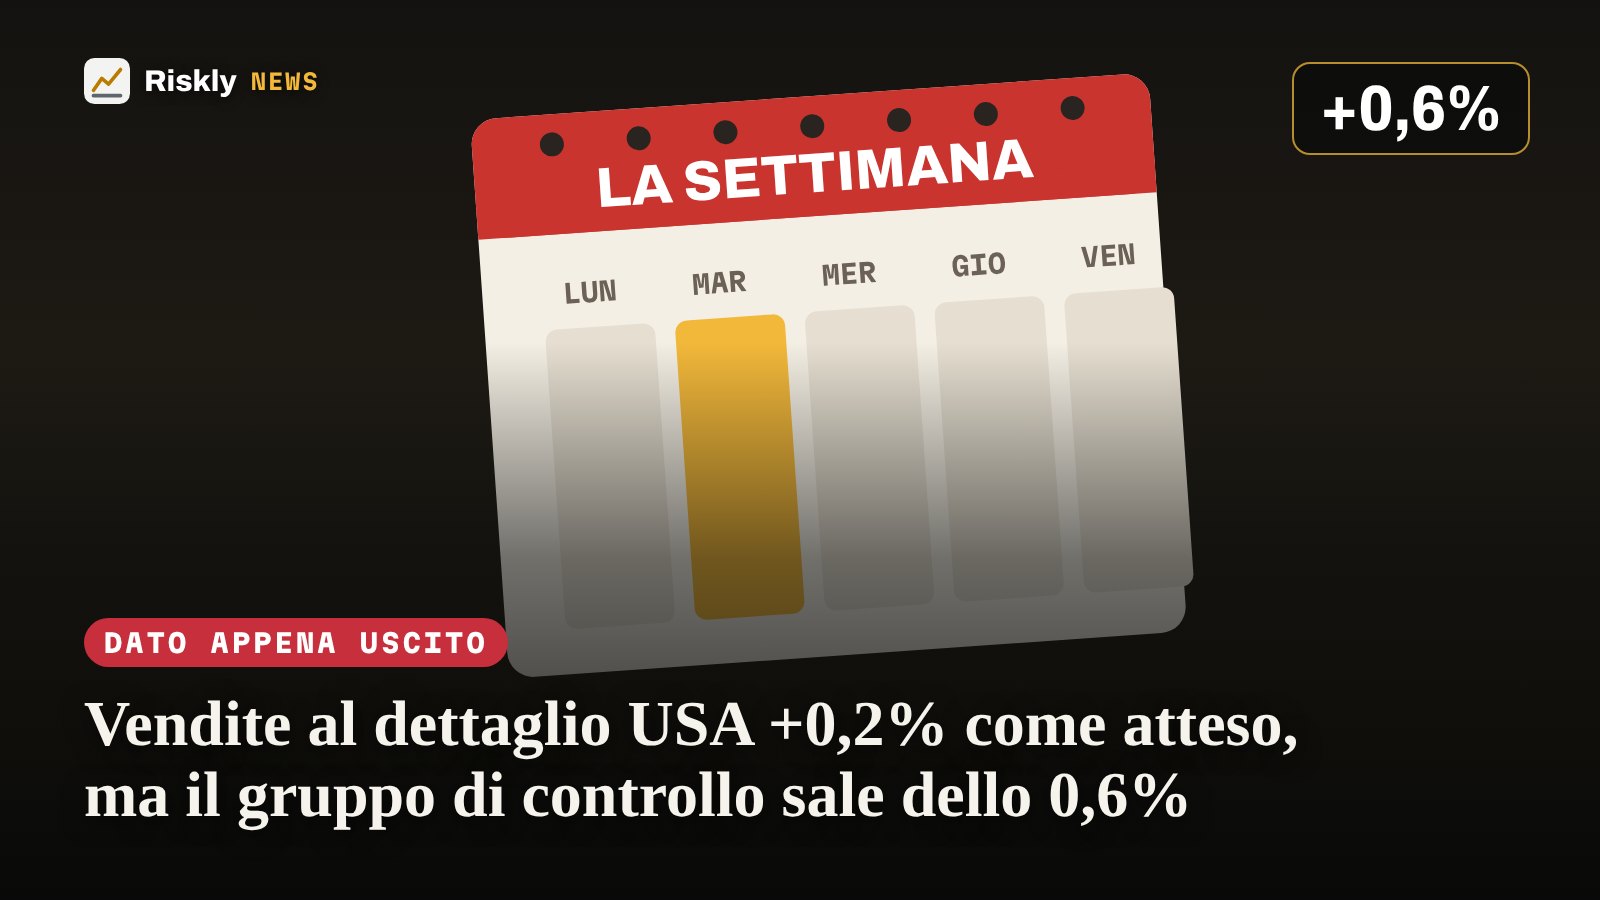 Riskly NEWS
+0,6%
LA SETTIMANA
LUN MAR MER GIO VEN
DATO APPENA USCITO
Vendite al dettaglio USA +0,2% come atteso,
ma il gruppo di controllo sale dello 0,6%